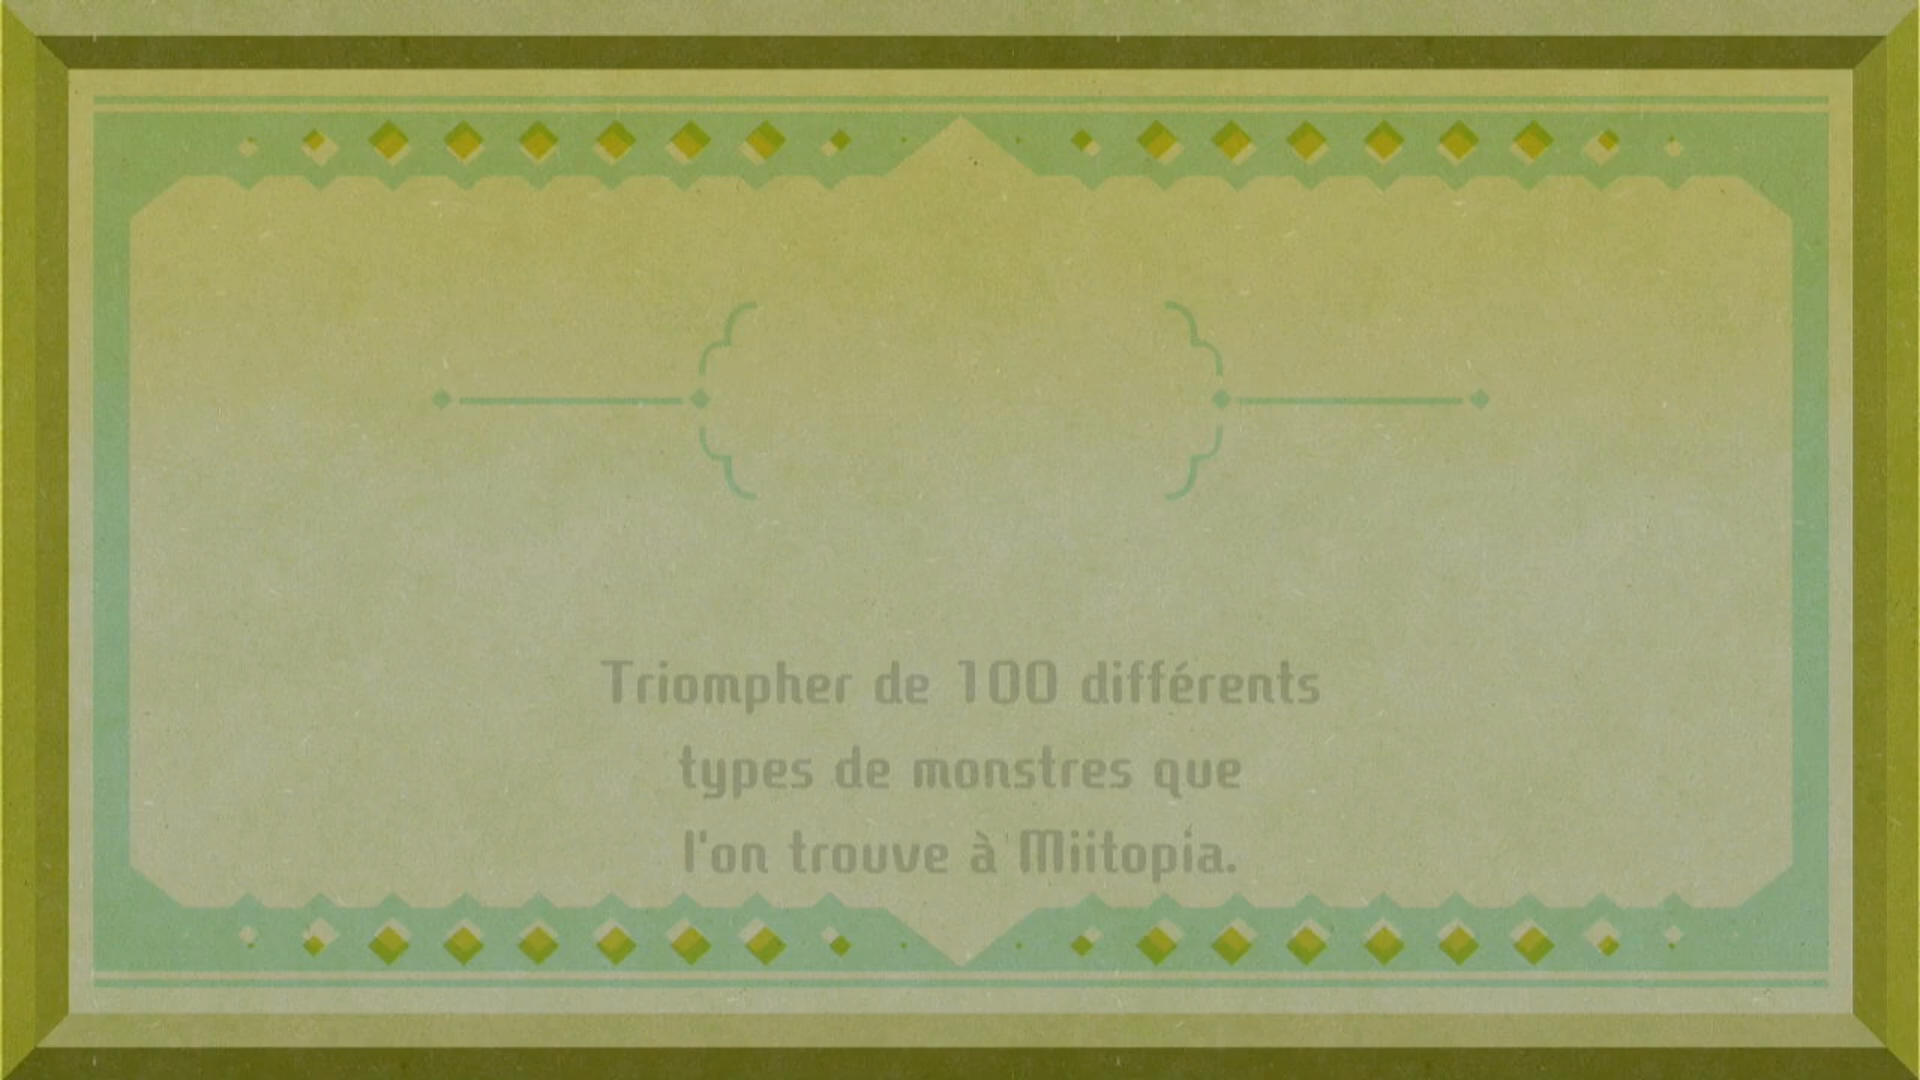 Triompher de 100 différents
types de monstres que
l'on trouve à Miitopia.